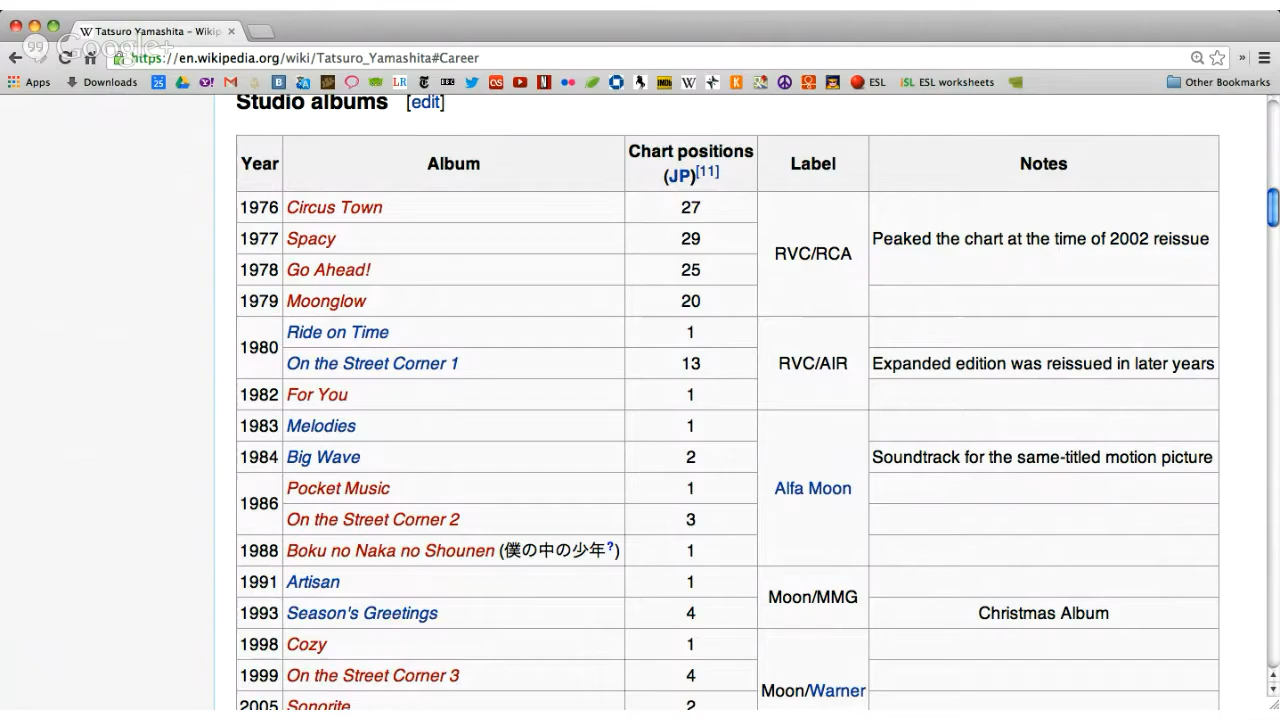 Tatsuro Yamashita – Wikip
Google+
https://en.wikipedia.org/wiki/Tatsuro_Yamashita#Career
Apps Downloads ESL ESL worksheets Other Bookmarks
Studio albums [edit]
Year Album Chart positions (JP)[11] Label Notes
1976 Circus Town 27
1977 Spacy 29 RVC/RCA Peaked the chart at the time of 2002 reissue
1978 Go Ahead! 25
1979 Moonglow 20
1980 Ride on Time 1
On the Street Corner 1 13 RVC/AIR Expanded edition was reissued in later years
1982 For You 1
1983 Melodies 1
1984 Big Wave 2 Soundtrack for the same-titled motion picture
1986 Pocket Music 1 Alfa Moon
On the Street Corner 2 3
1988 Boku no Naka no Shounen (僕の中の少年?) 1
1991 Artisan 1 Moon/MMG
1993 Season's Greetings 4 Christmas Album
1998 Cozy 1
1999 On the Street Corner 3 4 Moon/Warner
2005 Sonorite 2